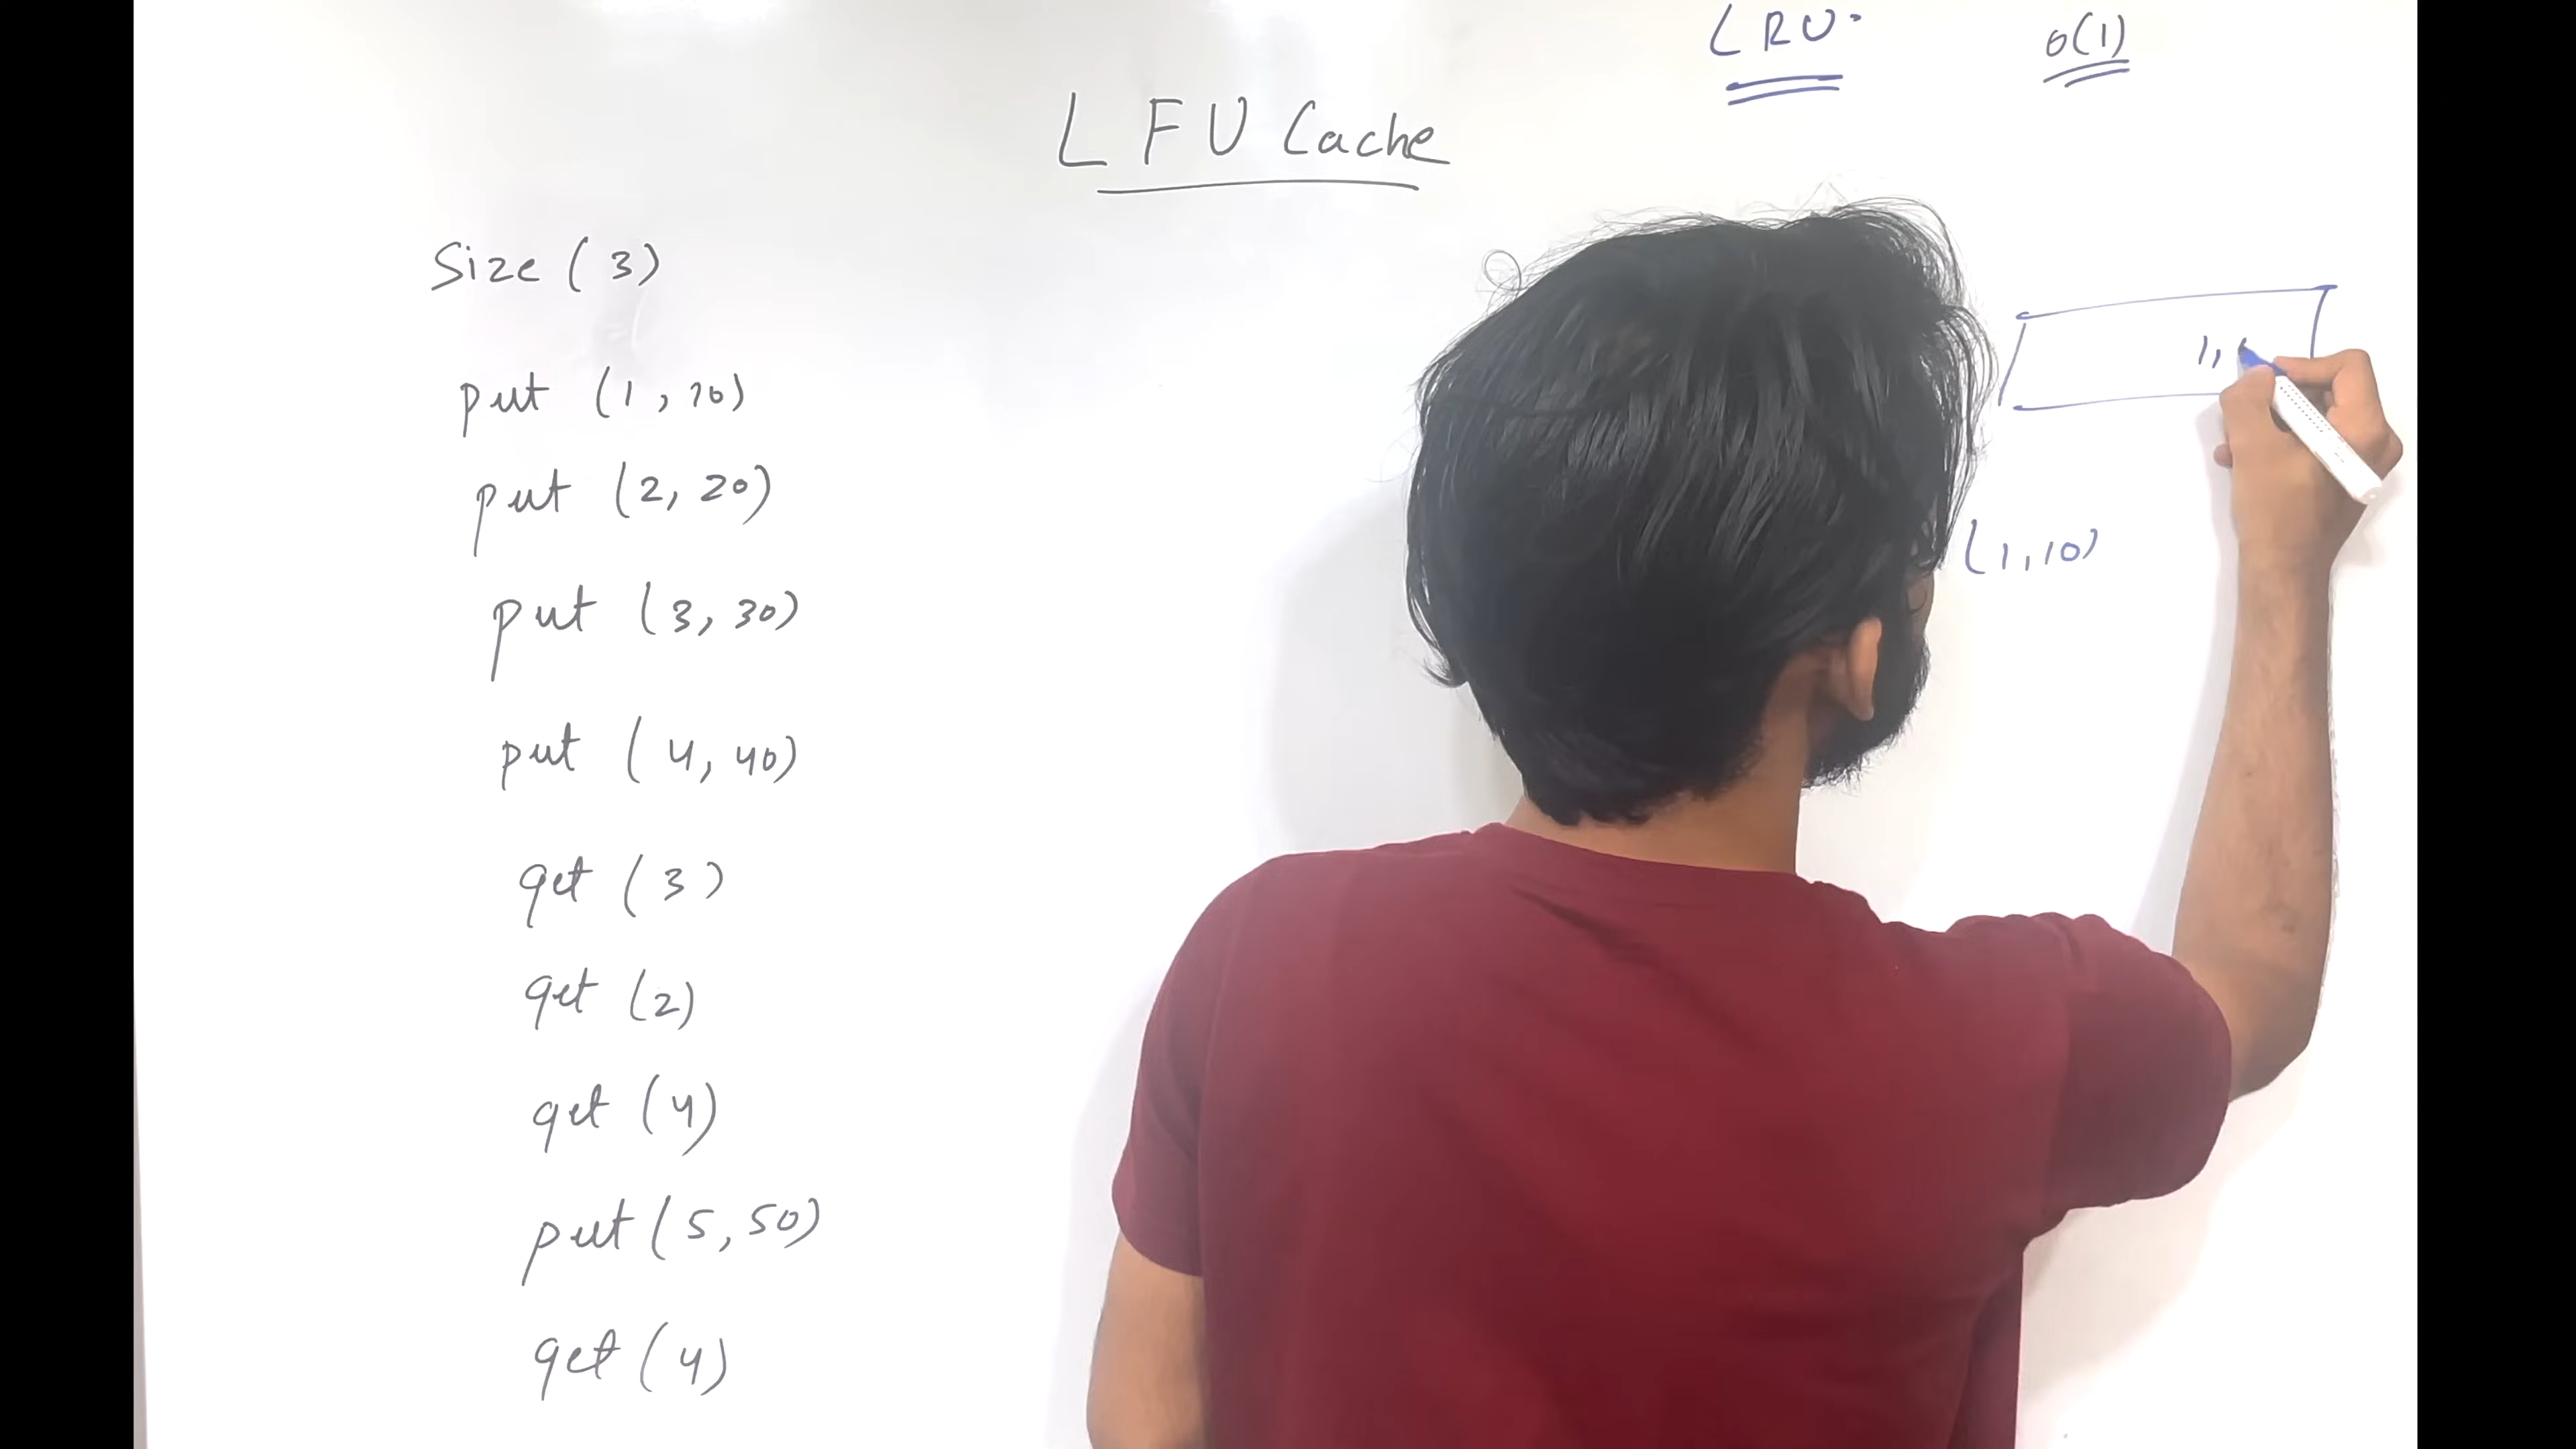 LRU
O(1)
LFU Cache
Size (3)
put (1, 10)
put (2, 20)
put (3, 30)
put (4, 40)
get (3)
get (2)
get (4)
put (5, 50)
get (4)
1,
(1, 10)